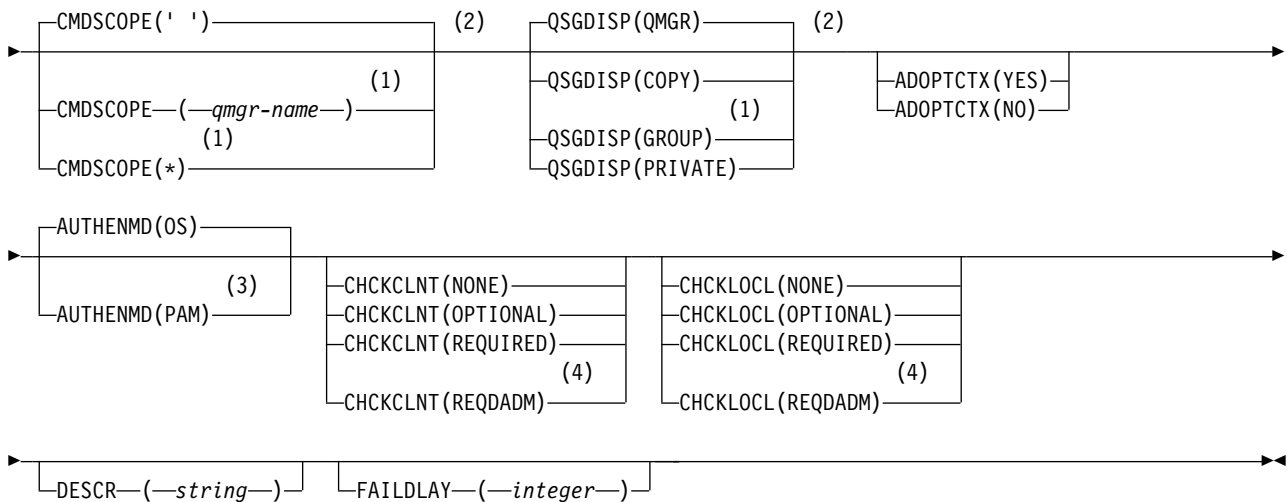 CMDSCOPE(' ') (2) QSGDISP(QMGR) (2)
(1) QSGDISP(COPY) ADOPTCTX(YES)
CMDSCOPE ( qmgr-name ) (1) ADOPTCTX(NO)
(1) QSGDISP(GROUP)
CMDSCOPE(*) QSGDISP(PRIVATE)
AUTHENMD(OS)
(3) CHCKCLNT(NONE) CHCKLOCL(NONE)
AUTHENMD(PAM) CHCKCLNT(OPTIONAL) CHCKLOCL(OPTIONAL)
CHCKCLNT(REQUIRED) CHCKLOCL(REQUIRED)
(4) (4)
CHCKCLNT(REQDADM) CHCKLOCL(REQDADM)
DESCR ( string ) FAILDLAY ( integer )